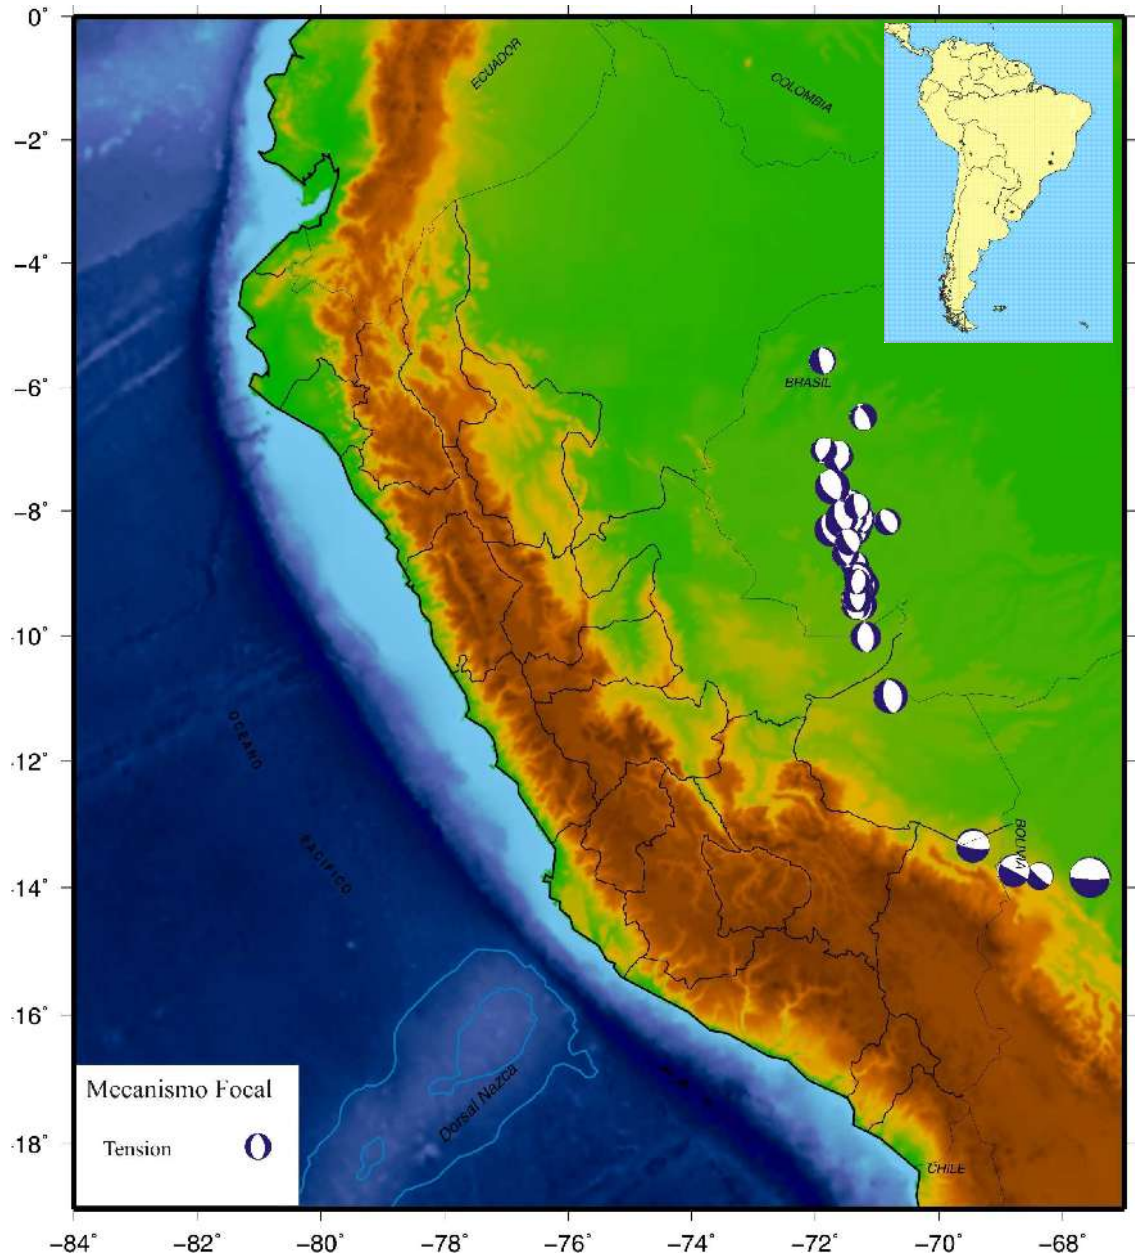 0°
−2°
−4°
−6°
−8°
·10°
·12°
·14°
·16°
·18°
ECUADOR
COLOMBIA
BRASIL
BOLIVIA
OCEANO
PACIFICO
Dorsal Nazca
CHILE
Mecanismo Focal
Tension
−84
−82°
−80°
−78°
−76°
−74°
−72°
−70°
−68°